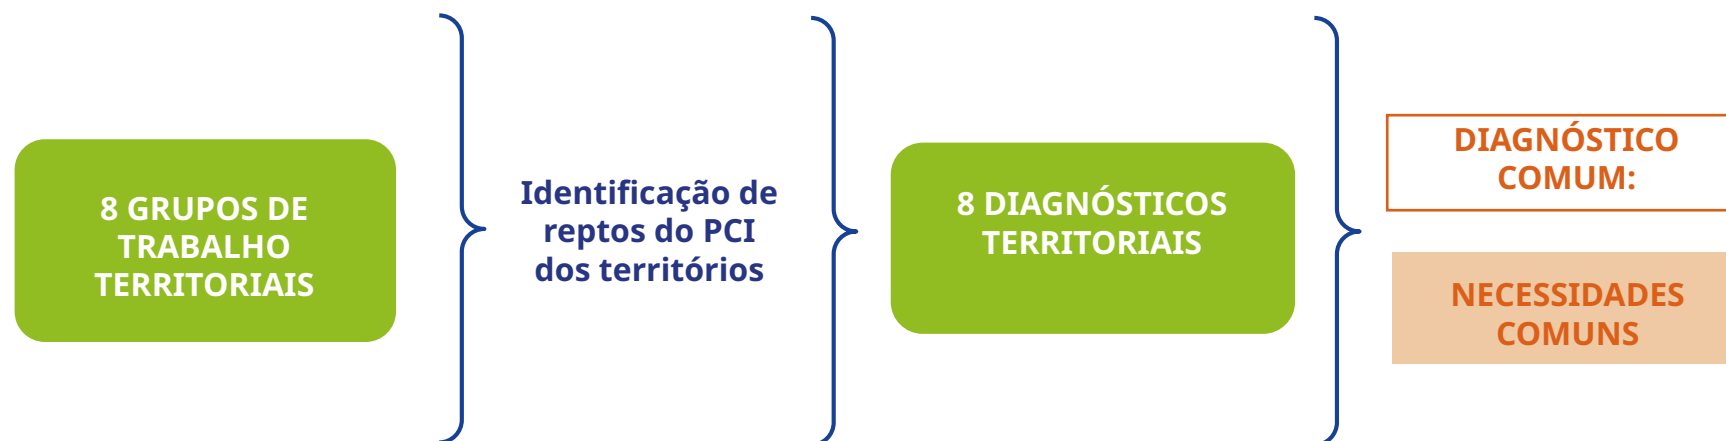 8 GRUPOS DE
TRABALHO
TERRITORIAIS
Identificação de
reptos do PCI
dos territórios
8 DIAGNÓSTICOS
TERRITORIAIS
DIAGNÓSTICO
COMUM:
NECESSIDADES
COMUNS